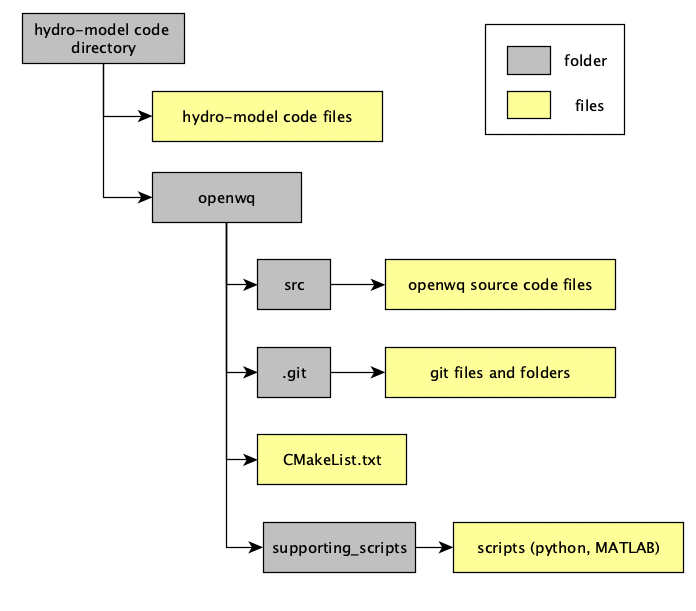 hydro-model code
directory
folder
files
hydro-model code files
openwq
src
openwq source code files
.git
git files and folders
CMakeList.txt
supporting_scripts
scripts (python, MATLAB)